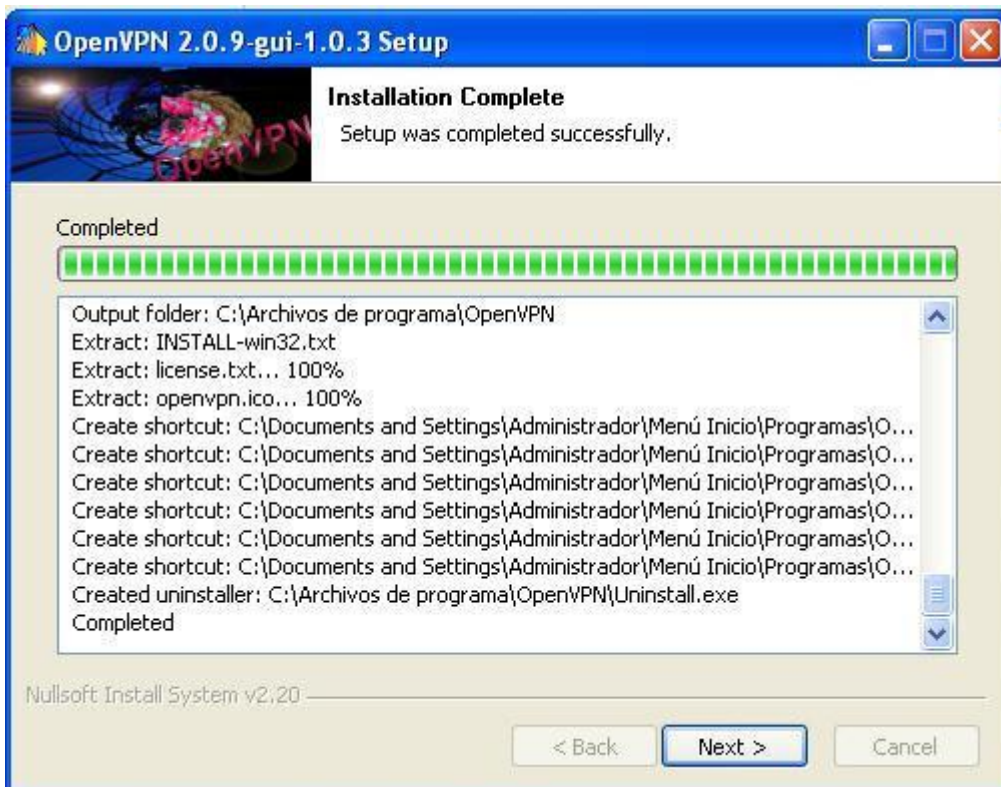 OpenVPN 2.0.9-gui-1.0.3 Setup
OpenVPN
Installation Complete
Setup was completed successfully.
Completed
Output folder: C:\Archivos de programa\OpenVPN
Extract: INSTALL-win32.txt
Extract: license.txt... 100%
Extract: openvpn.ico... 100%
Create shortcut: C:\Documents and Settings\Administrador\Menú Inicio\Programas\O...
Create shortcut: C:\Documents and Settings\Administrador\Menú Inicio\Programas\O...
Create shortcut: C:\Documents and Settings\Administrador\Menú Inicio\Programas\O...
Create shortcut: C:\Documents and Settings\Administrador\Menú Inicio\Programas\O...
Create shortcut: C:\Documents and Settings\Administrador\Menú Inicio\Programas\O...
Create shortcut: C:\Documents and Settings\Administrador\Menú Inicio\Programas\O...
Created uninstaller: C:\Archivos de programa\OpenVPN\Uninstall.exe
Completed
Nullsoft Install System v2.20
< Back
Next >
Cancel